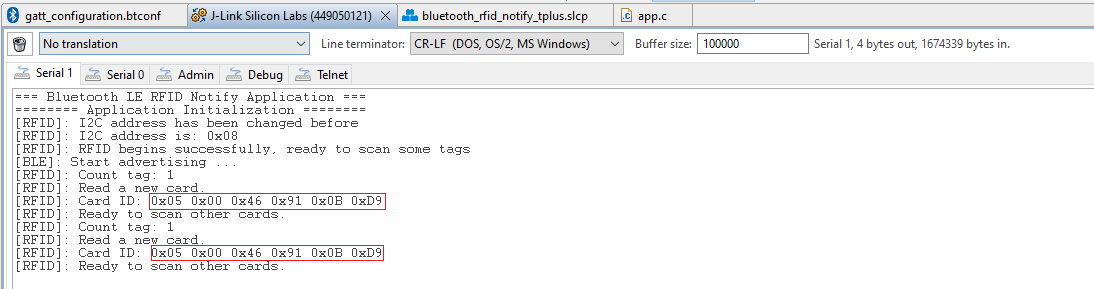 gatt_configuration.btconf J-Link Silicon Labs (449050121) bluetooth_rfid_notify_tplus.slcp app.c
No translation Line terminator: CR-LF (DOS, OS/2, MS Windows) Buffer size: 100000 Serial 1, 4 bytes out, 1674339 bytes in.
Serial 1 Serial 0 Admin Debug Telnet
=== Bluetooth LE RFID Notify Application ===
======== Application Initialization ========
[RFID]: I2C address has been changed before
[RFID]: I2C address is: 0x08
[RFID]: RFID begins successfully, ready to scan some tags
[BLE]: Start advertising ...
[RFID]: Count tag: 1
[RFID]: Read a new card.
[RFID]: Card ID: 0x05 0x00 0x46 0x91 0x0B 0xD9
[RFID]: Ready to scan other cards.
[RFID]: Count tag: 1
[RFID]: Read a new card.
[RFID]: Card ID: 0x05 0x00 0x46 0x91 0x0B 0xD9
[RFID]: Ready to scan other cards.